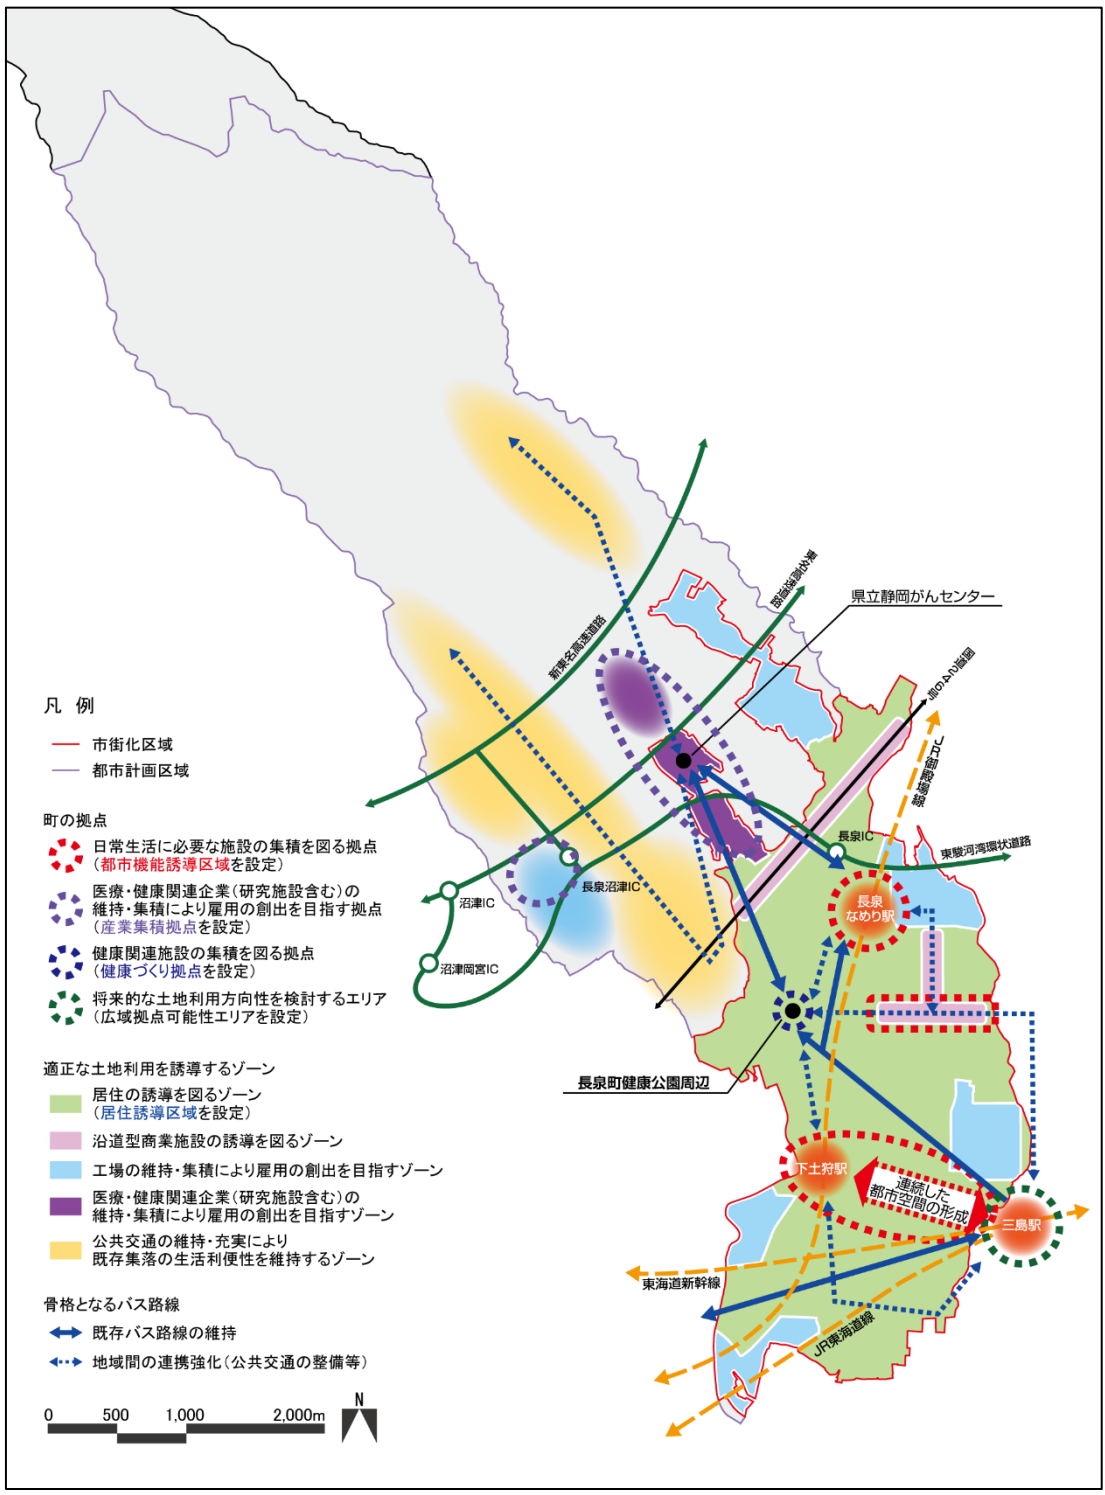 新東名高速道路
東名高速道路
県立静岡がんセンター
国道246号
JR御殿場線
長泉IC
東駿河湾環状道路
長泉沼津IC
沼津IC
沼津岡宮IC
長泉
なめり駅
長泉町健康公園周辺
下土狩駅
連続した
都市空間の形成
三島駅
東海道新幹線
JR東海道線
凡 例
市街化区域
都市計画区域
町の拠点
日常生活に必要な施設の集積を図る拠点
（都市機能誘導区域を設定）
医療・健康関連企業（研究施設含む）の
維持・集積により雇用の創出を目指す拠点
（産業集積拠点を設定）
健康関連施設の集積を図る拠点
（健康づくり拠点を設定）
将来的な土地利用方向性を検討するエリア
（広域拠点可能性エリアを設定）
適正な土地利用を誘導するゾーン
居住の誘導を図るゾーン
（居住誘導区域を設定）
沿道型商業施設の誘導を図るゾーン
工場の維持・集積により雇用の創出を目指すゾーン
医療・健康関連企業（研究施設含む）の
維持・集積により雇用の創出を目指すゾーン
公共交通の維持・充実により
既存集落の生活利便性を維持するゾーン
骨格となるバス路線
既存バス路線の維持
地域間の連携強化（公共交通の整備等）
0 500 1,000 2,000m
N